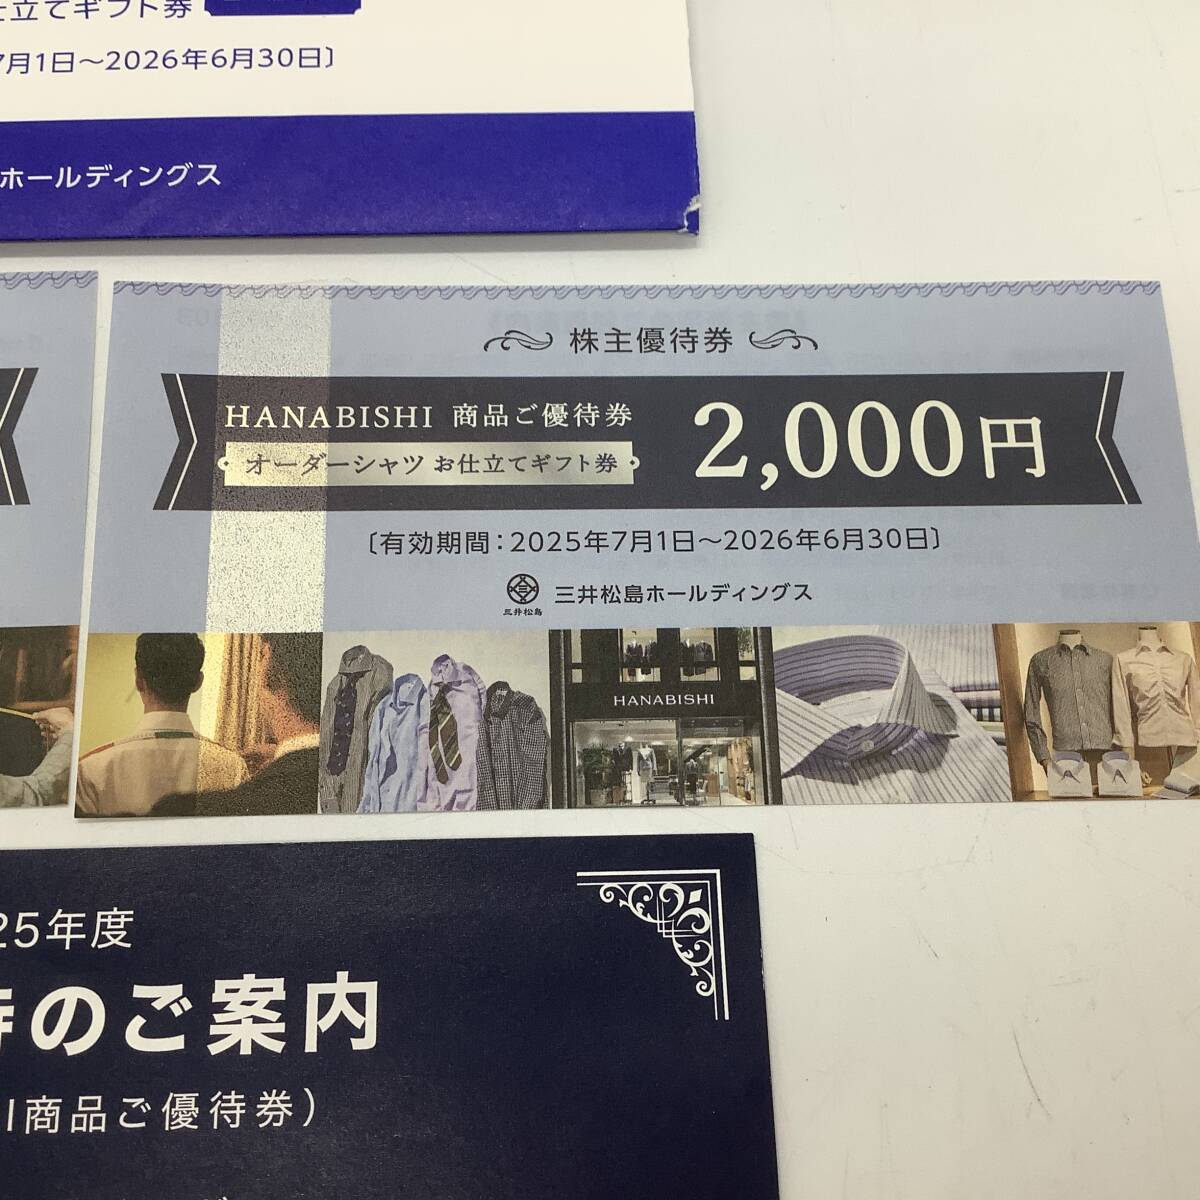 仕立てギフト券
7月1日～2026年6月30日〕
ホールディングス
株主優待券
HANABISHI 商品ご優待券
オーダーシャツ お仕立てギフト券
2,000円
〔有効期間：2025年7月1日～2026年6月30日〕
三井松島
三井松島ホールディングス
HANABISHI
25年度
待のご案内
I商品ご優待券）